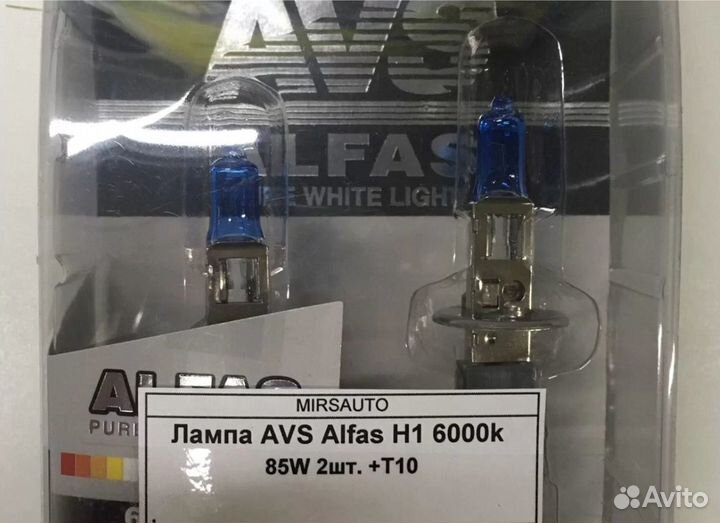 AVS
ALFAS
WHITE LIGHT
ALFAS
MIRSAUTO
Лампа AVS Alfas H1 6000k
85W 2шт. +T10
Avito